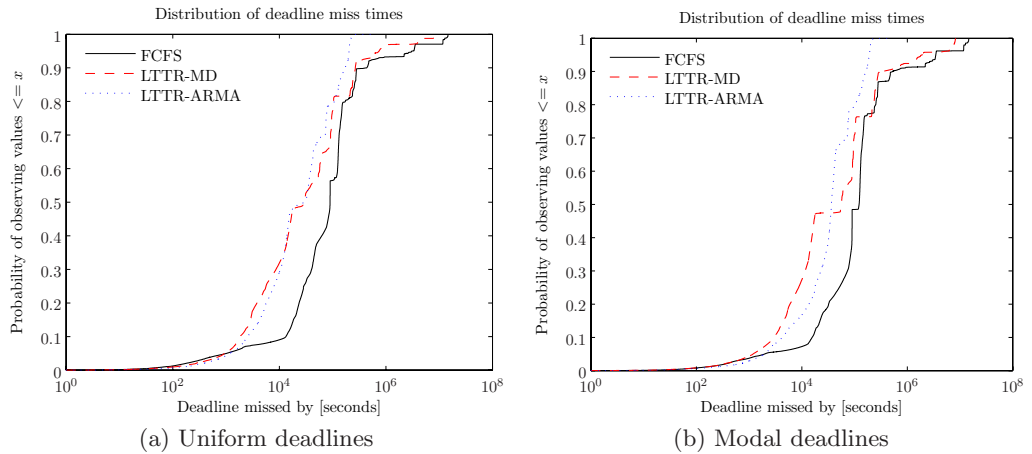 Distribution of deadline miss times
1
0.9
0.8
0.7
0.6
0.5
0.4
0.3
0.2
0.1
0
Probability of observing values <= x
FCFS
LTTR-MD
LTTR-ARMA
10^0
10^2
10^4
10^6
10^8
Deadline missed by [seconds]
(a) Uniform deadlines
Distribution of deadline miss times
1
0.9
0.8
0.7
0.6
0.5
0.4
0.3
0.2
0.1
0
Probability of observing values <= x
FCFS
LTTR-MD
LTTR-ARMA
10^0
10^2
10^4
10^6
10^8
Deadline missed by [seconds]
(b) Modal deadlines